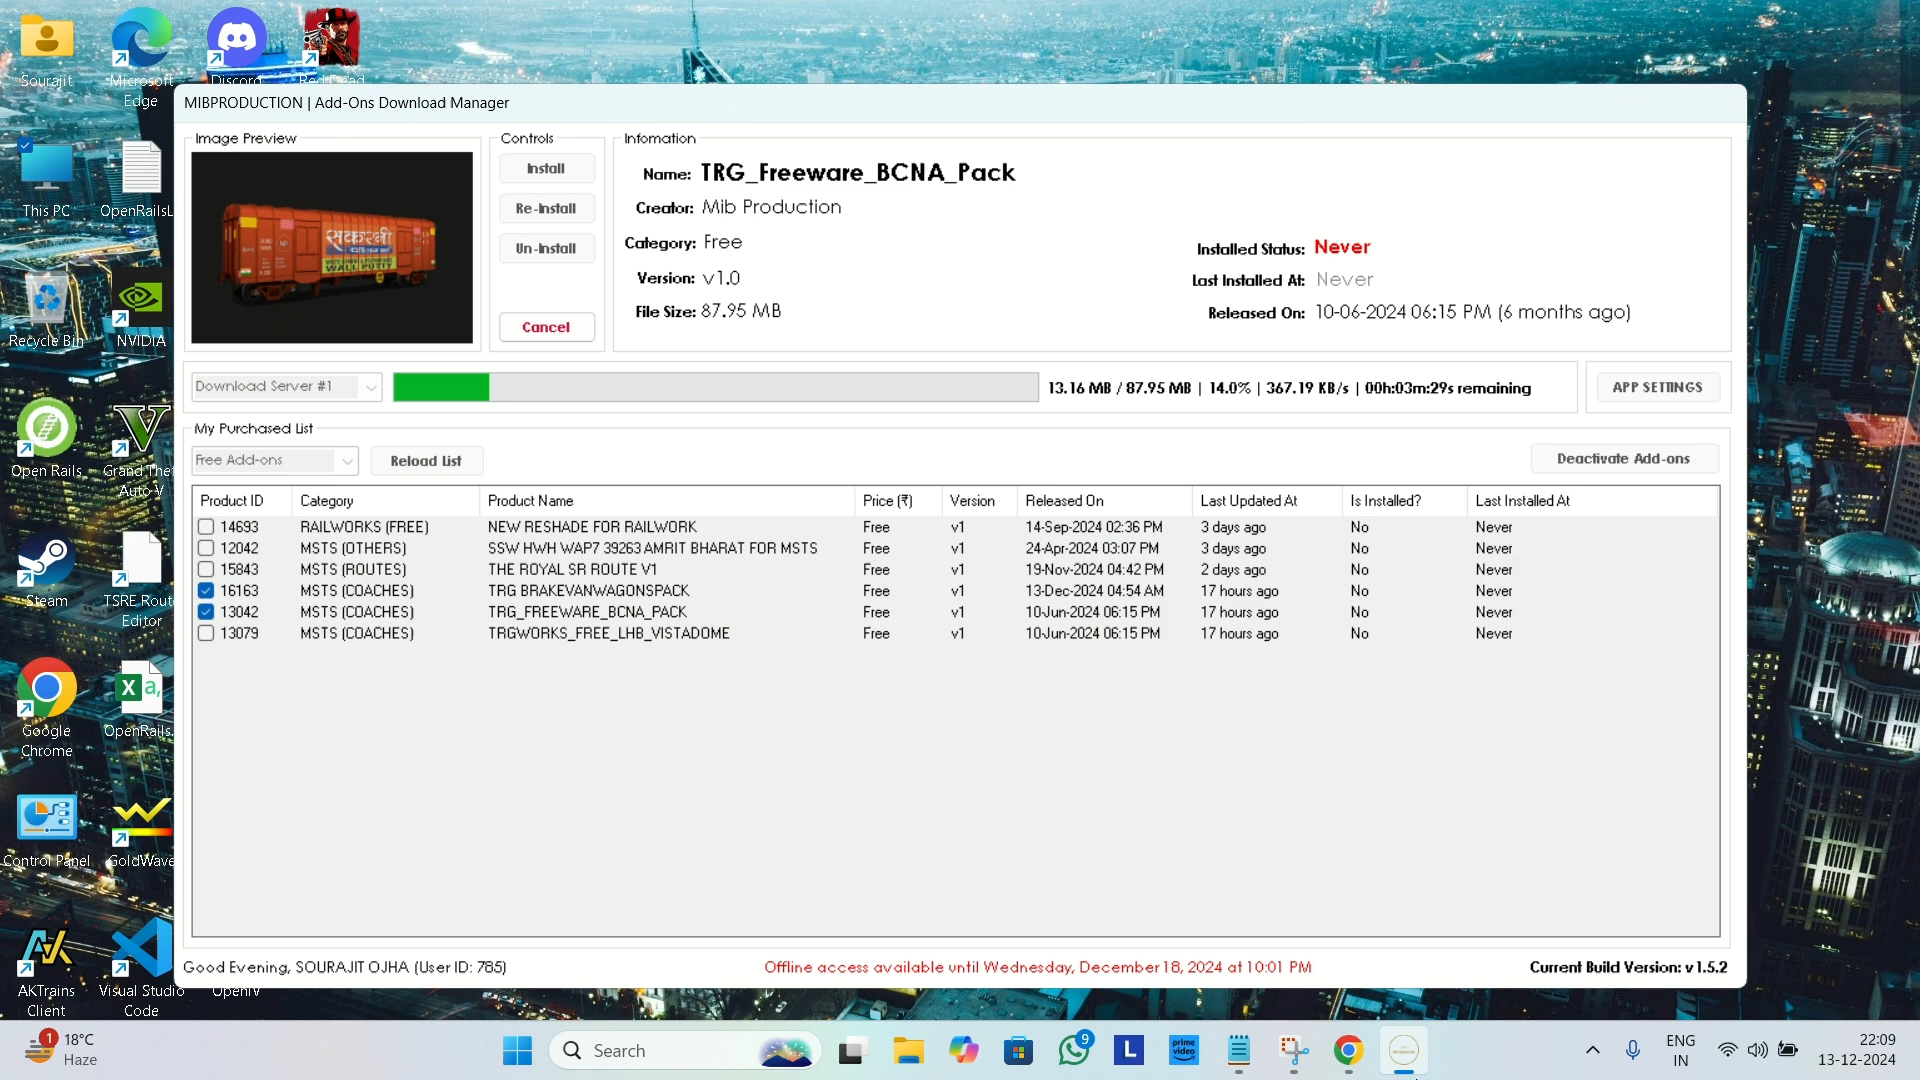 Sourajit
Microsoft Edge
Discord
Red Dead
This PC
OpenRailsL
Recycle Bin
NVIDIA
Open Rails
Grand Theft Auto V
Steam
TSRE Route Editor
Google Chrome
OpenRails.
Control Panel
GoldWave
AKTrains Client
Visual Studio Code
OpenIV
MIBPRODUCTION | Add-Ons Download Manager
Image Preview
Controls
Install
Re-Install
Un-Install
Cancel
Infomation
Name: TRG_Freeware_BCNA_Pack
Creator: Mib Production
Category: Free
Version: v1.0
File Size: 87.95 MB
Installed Status: Never
Last Installed At: Never
Released On: 10-06-2024 06:15 PM (6 months ago)
Download Server #1
13.16 MB / 87.95 MB | 14.0% | 367.19 KB/s | 00h:03m:29s remaining
APP SETTINGS
My Purchased List
Free Add-ons
Reload List
Deactivate Add-ons
Product ID Category Product Name Price (₹) Version Released On Last Updated At Is Installed? Last Installed At
14693 RAILWORKS (FREE) NEW RESHADE FOR RAILWORK Free v1 14-Sep-2024 02:36 PM 3 days ago No Never
12042 MSTS (OTHERS) SSW HWH WAP7 39263 AMRIT BHARAT FOR MSTS Free v1 24-Apr-2024 03:07 PM 3 days ago No Never
15843 MSTS (ROUTES) THE ROYAL SR ROUTE V1 Free v1 19-Nov-2024 04:42 PM 2 days ago No Never
16163 MSTS (COACHES) TRG BRAKEVANWAGONSPACK Free v1 13-Dec-2024 04:54 AM 17 hours ago No Never
13042 MSTS (COACHES) TRG_FREEWARE_BCNA_PACK Free v1 10-Jun-2024 06:15 PM 17 hours ago No Never
13079 MSTS (COACHES) TRGWORKS_FREE_LHB_VISTADOME Free v1 10-Jun-2024 06:15 PM 17 hours ago No Never
Good Evening, SOURAJIT OJHA (User ID: 785)
Offline access available until Wednesday, December 18, 2024 at 10:01 PM
Current Build Version: v1.5.2
1
18°C
Haze
Search
9
L
prime video
ENG
IN
22:09
13-12-2024
WALL PUTTY